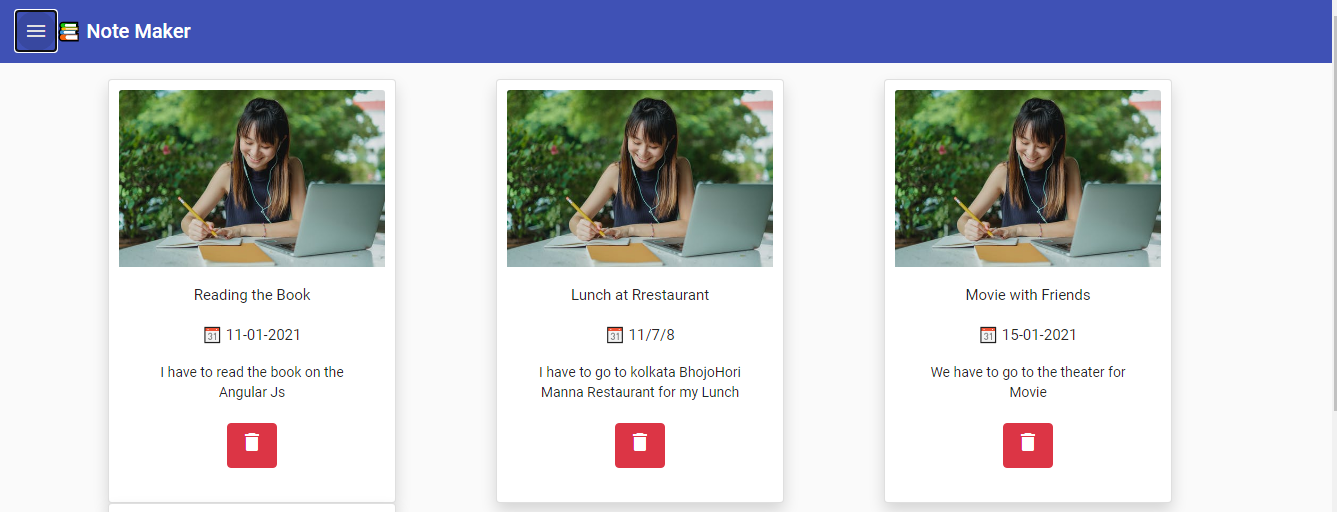 Note Maker
Reading the Book
31 11-01-2021
I have to read the book on the
Angular Js
Lunch at Rrestaurant
31 11/7/8
I have to go to kolkata BhojoHori
Manna Restaurant for my Lunch
Movie with Friends
31 15-01-2021
We have to go to the theater for
Movie